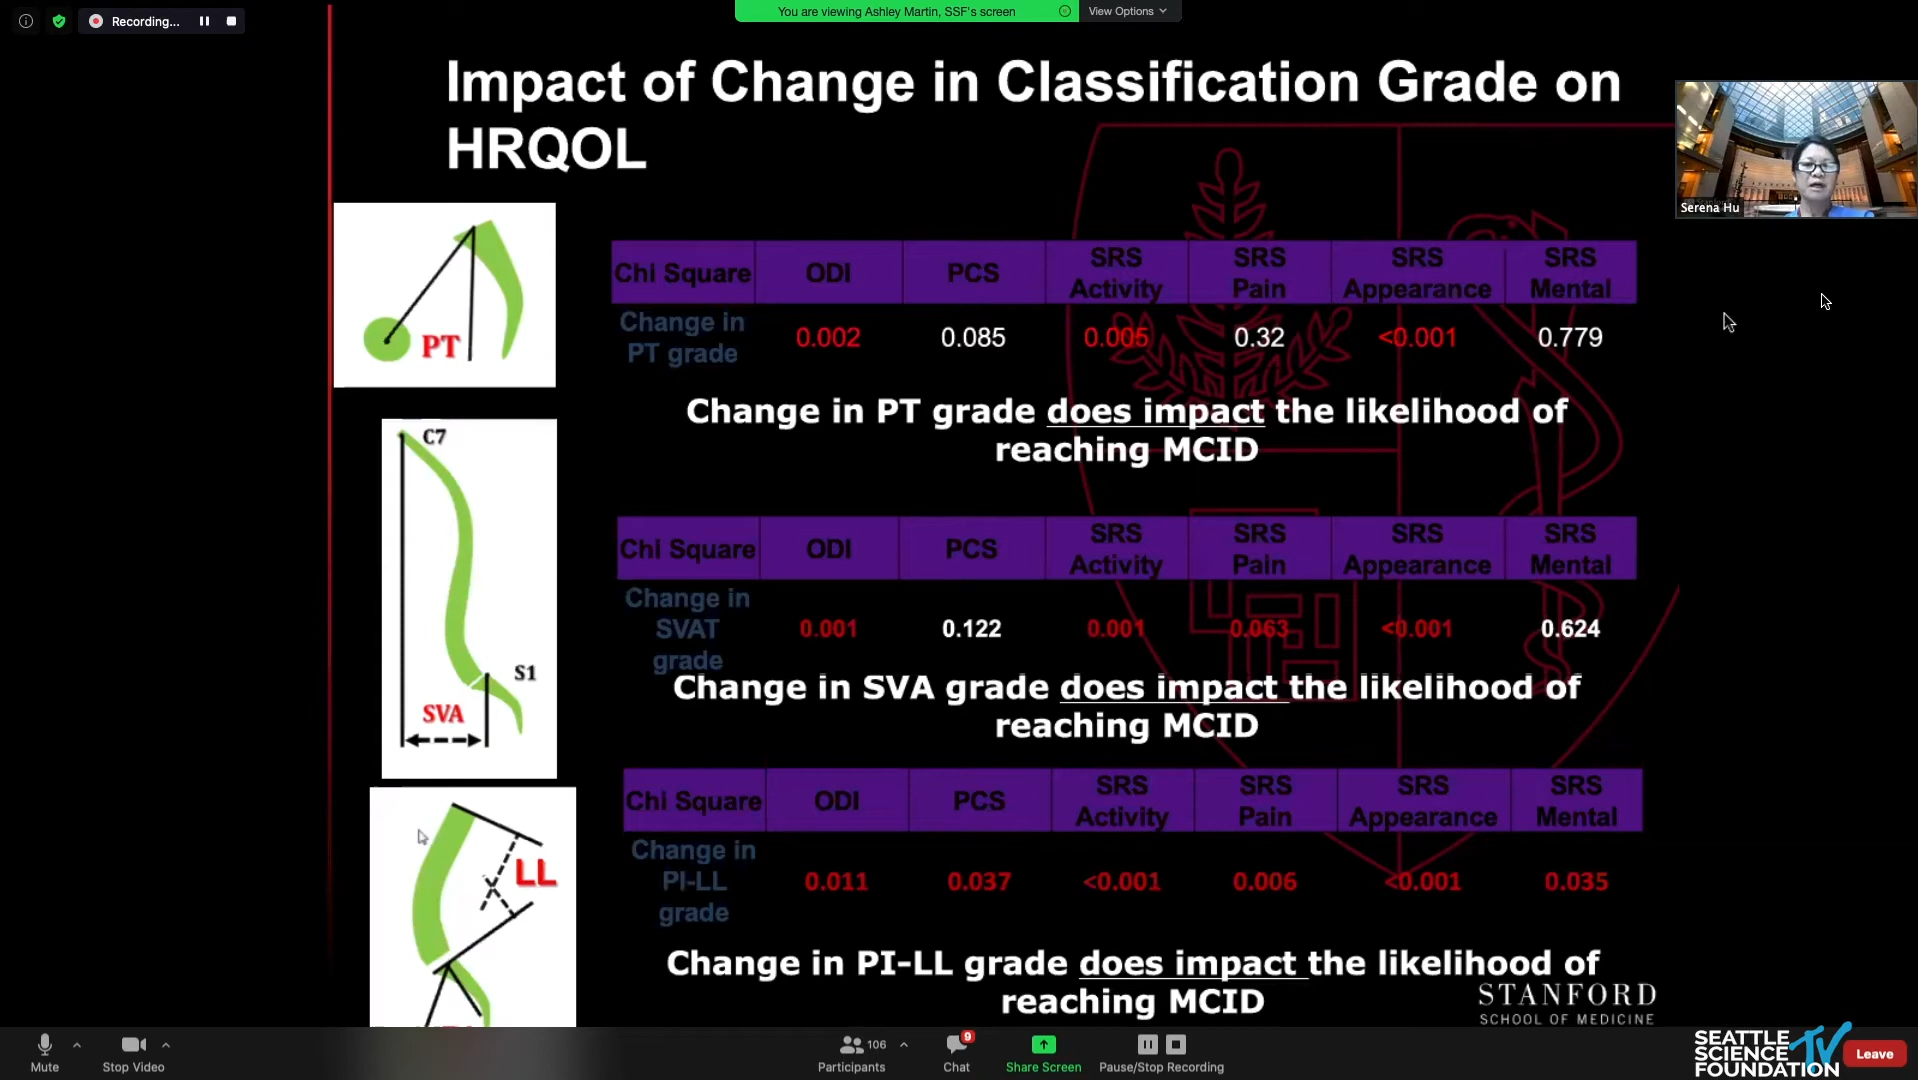 Recording...
You are viewing Ashley Martin, SSF's screen
View Options
Impact of Change in Classification Grade on
HRQOL
Serena Hu
PT
Chi Square ODI PCS SRS Activity SRS Pain SRS Appearance SRS Mental
Change in PT grade 0.002 0.085 0.005 0.32 <0.001 0.779
Change in PT grade does impact the likelihood of
reaching MCID
C7
S1
SVA
Chi Square ODI PCS SRS Activity SRS Pain SRS Appearance SRS Mental
Change in SVAT grade 0.001 0.122 0.001 0.063 <0.001 0.624
Change in SVA grade does impact the likelihood of
reaching MCID
LL
Chi Square ODI PCS SRS Activity SRS Pain SRS Appearance SRS Mental
Change in PI-LL grade 0.011 0.037 <0.001 0.006 <0.001 0.035
Change in PI-LL grade does impact the likelihood of
reaching MCID
STANFORD
SCHOOL OF MEDICINE
Mute
Stop Video
106
Participants
9
Chat
Share Screen
Pause/Stop Recording
SEATTLE
SCIENCE
FOUNDATION
TV
Leave